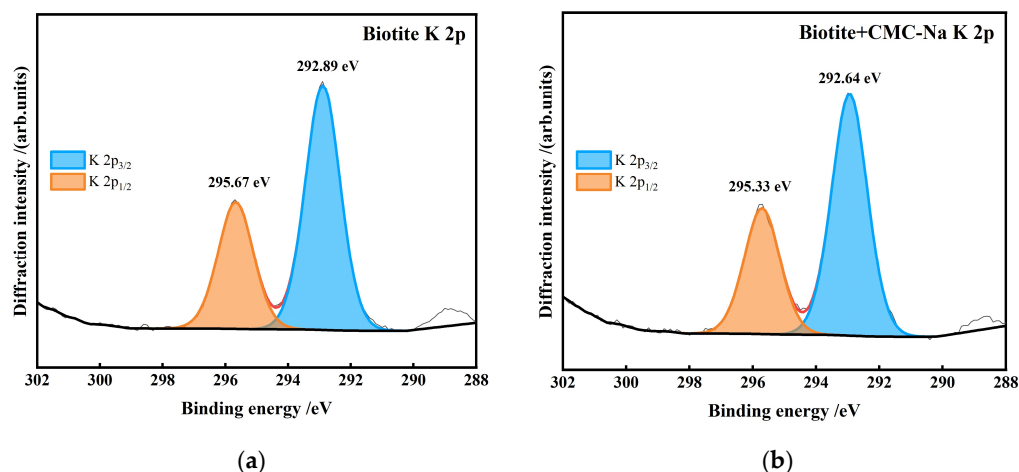 Biotite K 2p
292.89 eV
295.67 eV
K 2p3/2
K 2p1/2
Diffraction intensity /(arb.units)
302 300 298 296 294 292 290 288
Binding energy /eV
(a)
Biotite+CMC-Na K 2p
292.64 eV
295.33 eV
K 2p3/2
K 2p1/2
Diffraction intensity /(arb.units)
302 300 298 296 294 292 290 288
Binding energy /eV
(b)